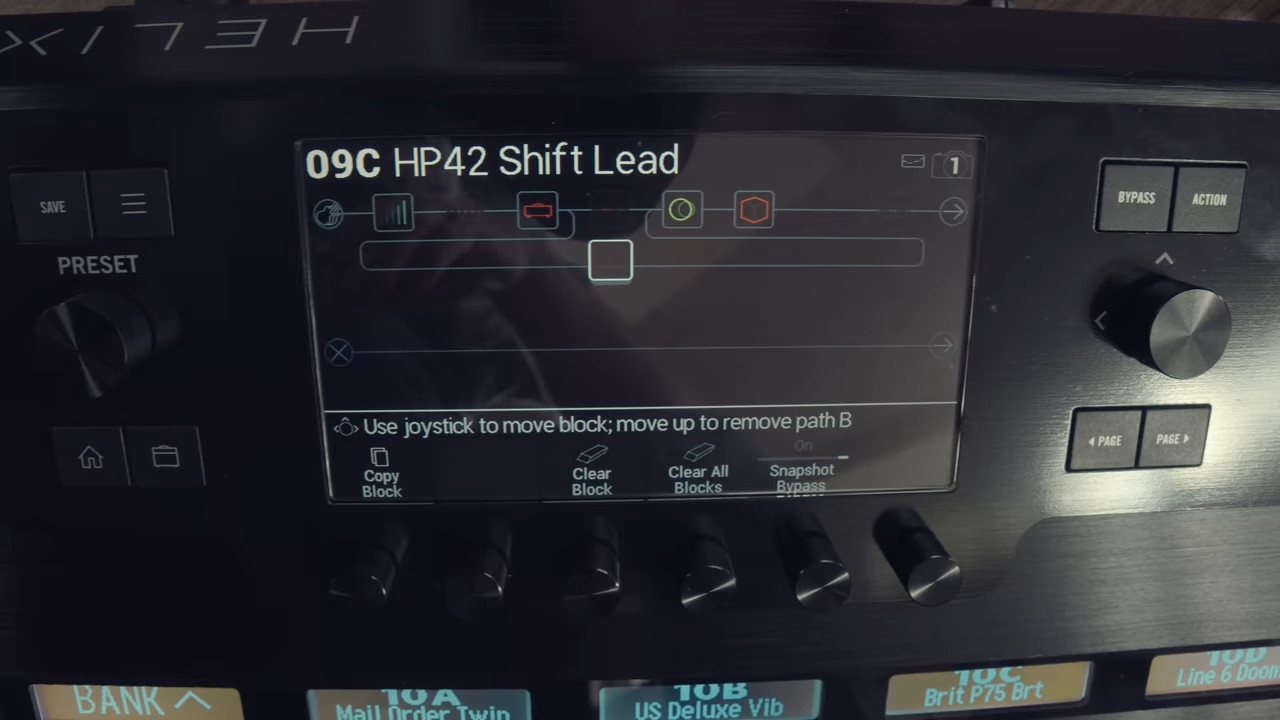 HELIX
SAVE
PRESET
09C HP42 Shift Lead
1
BYPASS
ACTION
Use joystick to move block; move up to remove path B
Copy
Block
Clear
Block
Clear All
Blocks
On
Snapshot
Bypass
PAGE
PAGE
BANK
10A
Mail Order Twin
10B
US Deluxe Vib
10C
Brit P75 Brt
10D
Line 6 Doom